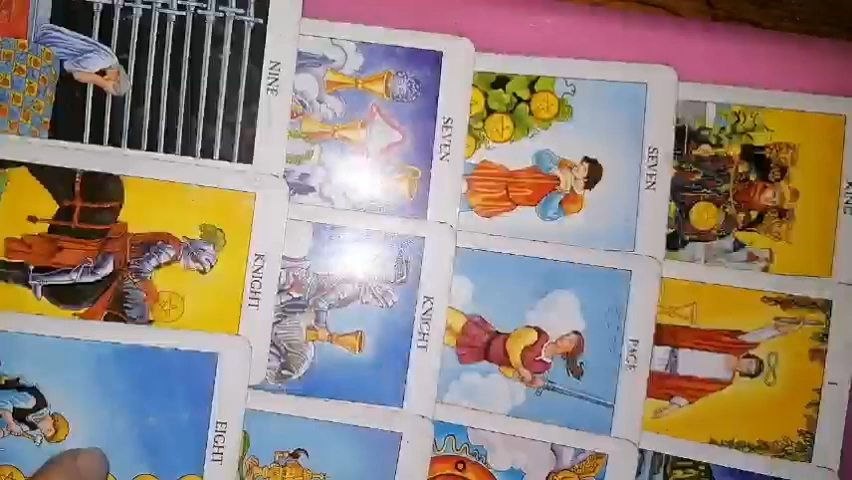 NINE
SEVEN
SEVEN
KING
KNIGHT
KNIGHT
PAGE
I
EIGHT